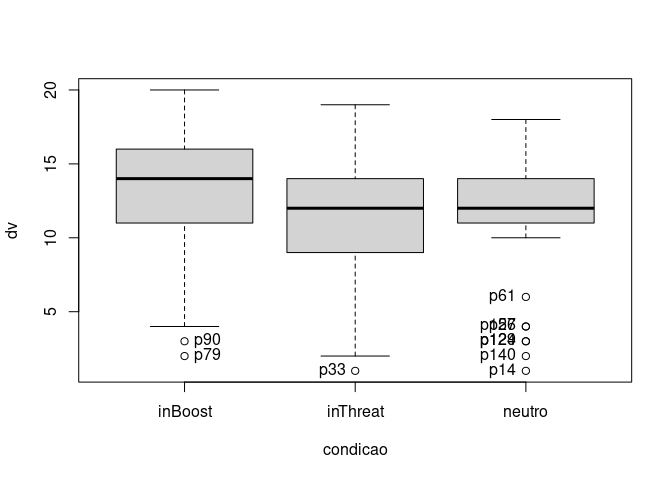 20
15
10
5
dv
p90
p79
p33
p61
p140
p14
inBoost
inThreat
neutro
condicao